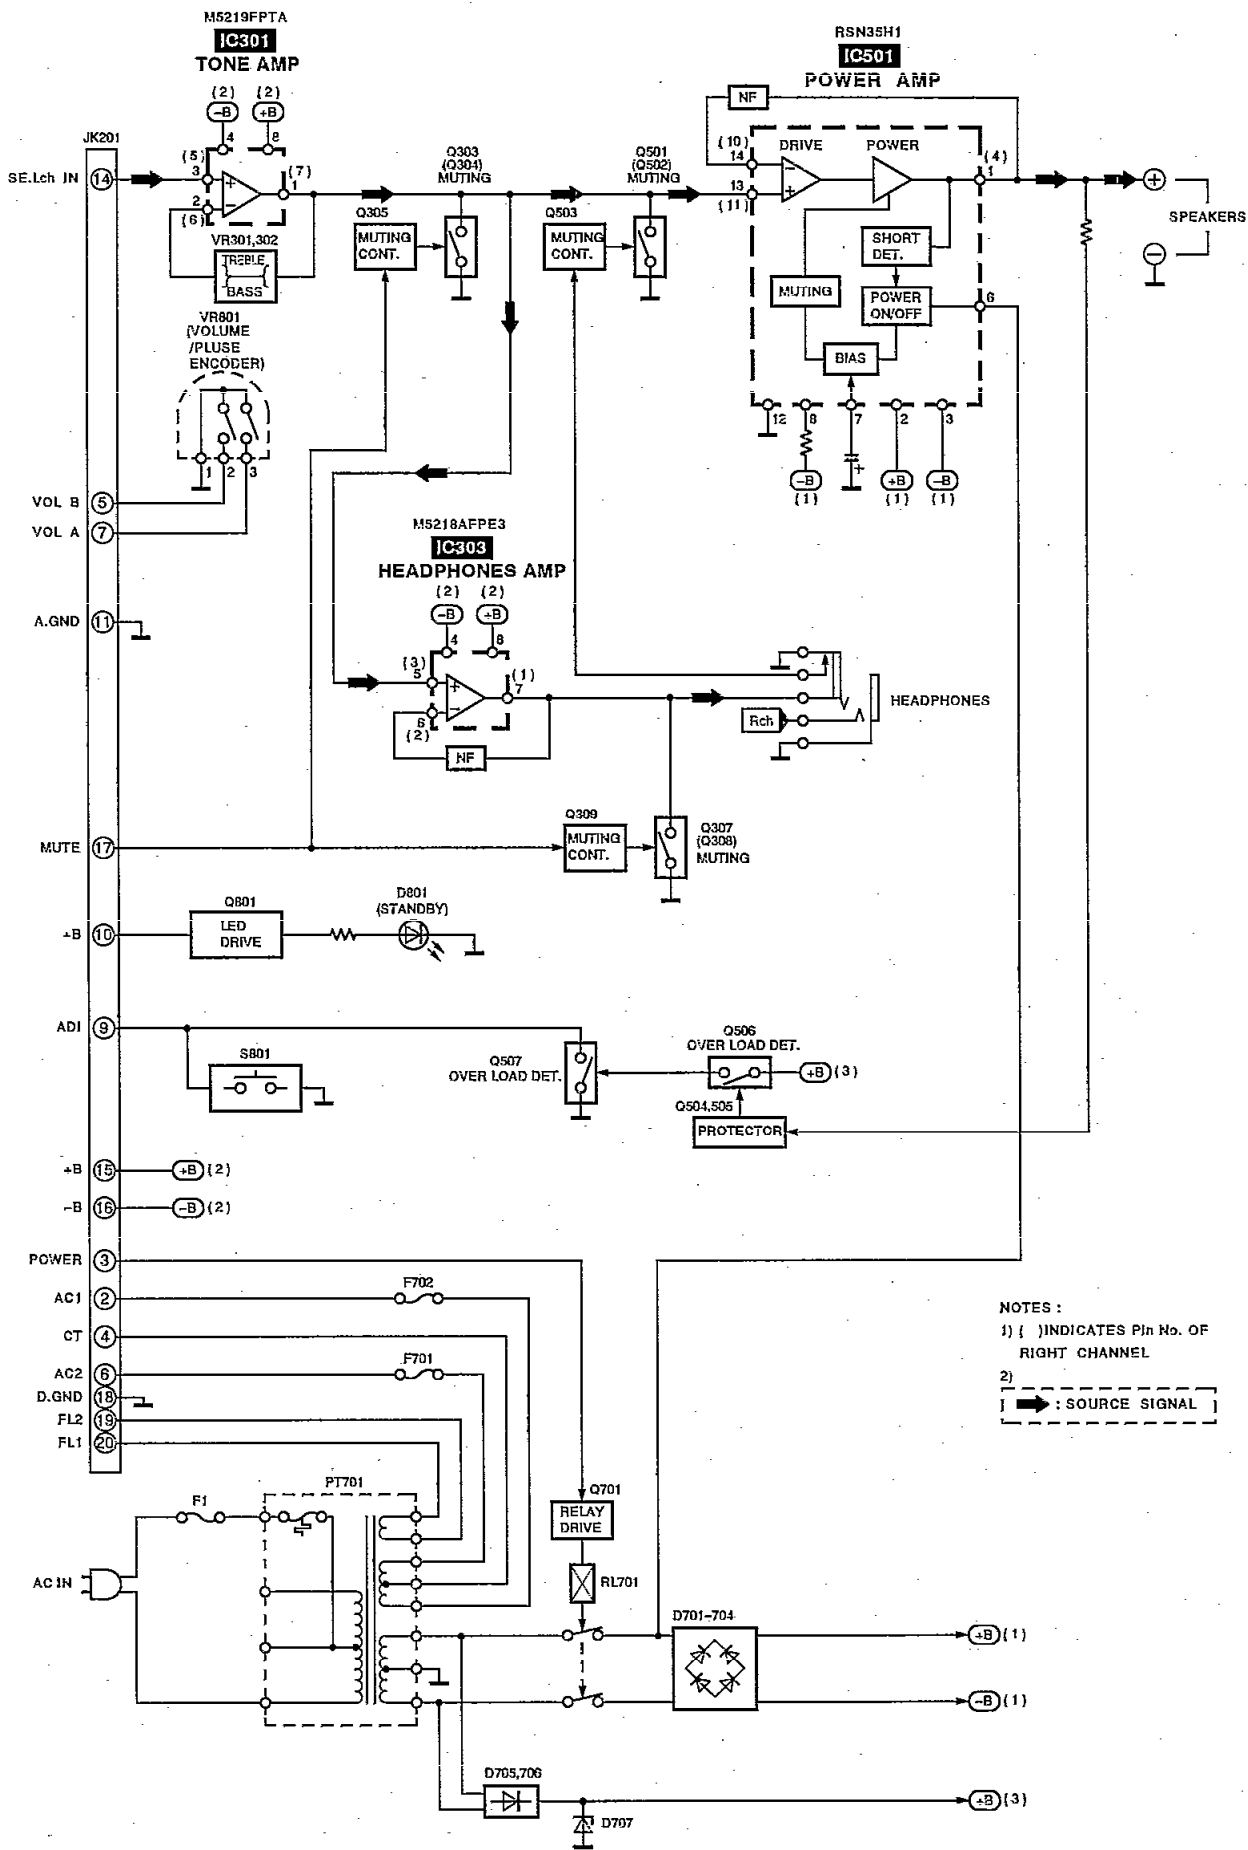 M5219FPTA
IC301
TONE AMP
RSN35H1
IC501
POWER AMP
(2) (2)
-B +B
4 8
JK201
SE.Lch IN 14
(5)
3
2
(6)
+
-
(7)
1
VR301,302
TREBLE
BASS
Q303
(Q304)
MUTING
Q305
MUTING
CONT.
Q501
(Q502)
MUTING
Q503
MUTING
CONT.
NF
(10)
14
13
(11)
DRIVE
POWER
-
+
(4)
1
SHORT
DET.
MUTING
POWER
ON/OFF
6
BIAS
12 8 7 2 3
+
-B +B -B
(1) (1) (1)
+
SPEAKERS
-
VR801
(VOLUME
/PLUSE
ENCODER)
1 2 3
VOL B 5
VOL A 7
M5218AFPE3
IC303
HEADPHONES AMP
(2) (2)
-B +B
4 8
A.GND 11
(3)
5
6
(2)
+
-
(1)
7
NF
Rch
HEADPHONES
MUTE 17
Q309
MUTING
CONT.
Q307
(Q308)
MUTING
+B 10
Q801
LED
DRIVE
D801
(STANDBY)
ADI 9
S801
Q507
OVER LOAD DET.
Q506
OVER LOAD DET.
+B (3)
Q504,505
PROTECTOR
+B 15 +B (2)
-B 16 -B (2)
POWER 3
AC1 2
F702
CT 4
AC2 6
F701
D.GND 18
FL2 19
FL1 20
NOTES :
1) ( )INDICATES Pin No. OF
RIGHT CHANNEL
2)
: SOURCE SIGNAL
PT701
F1
AC IN
Q701
RELAY
DRIVE
RL701
D701-704
+B (1)
-B (1)
D705,706
D707
+B (3)